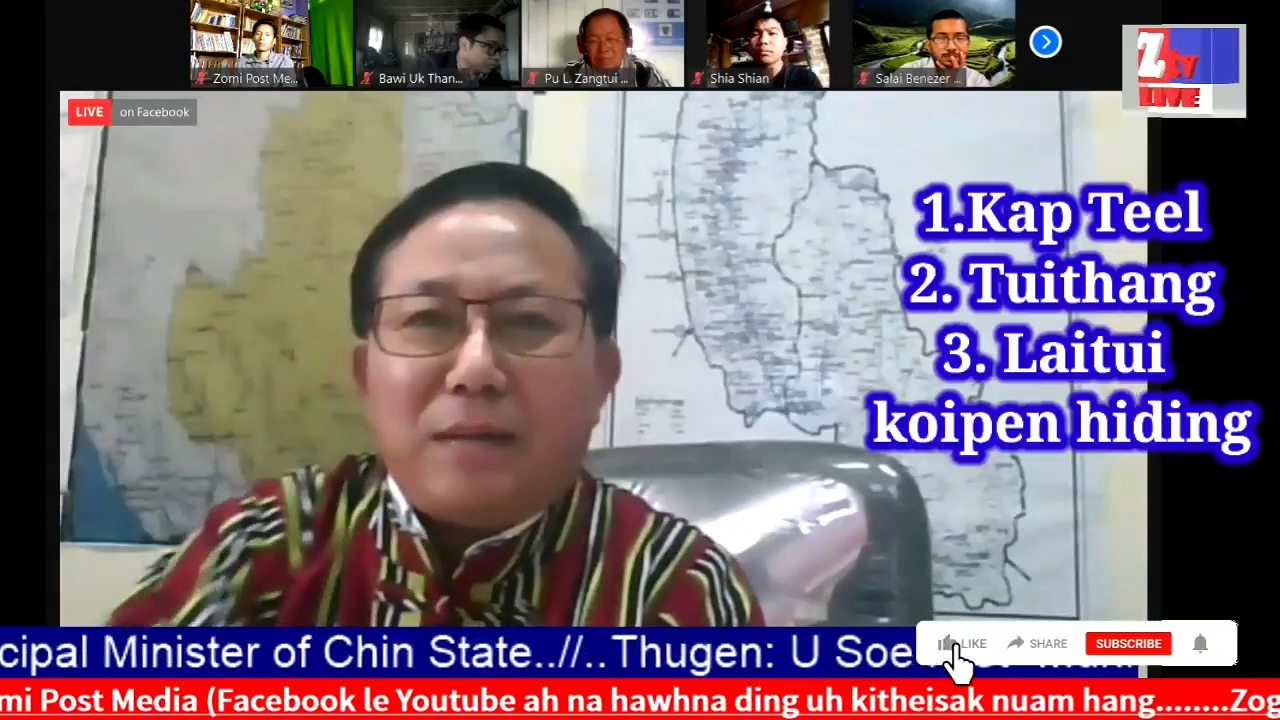 Zomi Post Me...
Bawi Uk Than...
Pu L. Zangtui ...
Shia Shian
Salai Benezer ...
Ztv
LIVE
LIVE on Facebook
1.Kap Teel
2. Tuithang
3. Laitui
koipen hiding
LIKE SHARE SUBSCRIBE
cipal Minister of Chin State..//..Thugen: U Soe
mi Post Media (Facebook le Youtube ah na hawhna ding uh kitheisak nuam hang........Zog